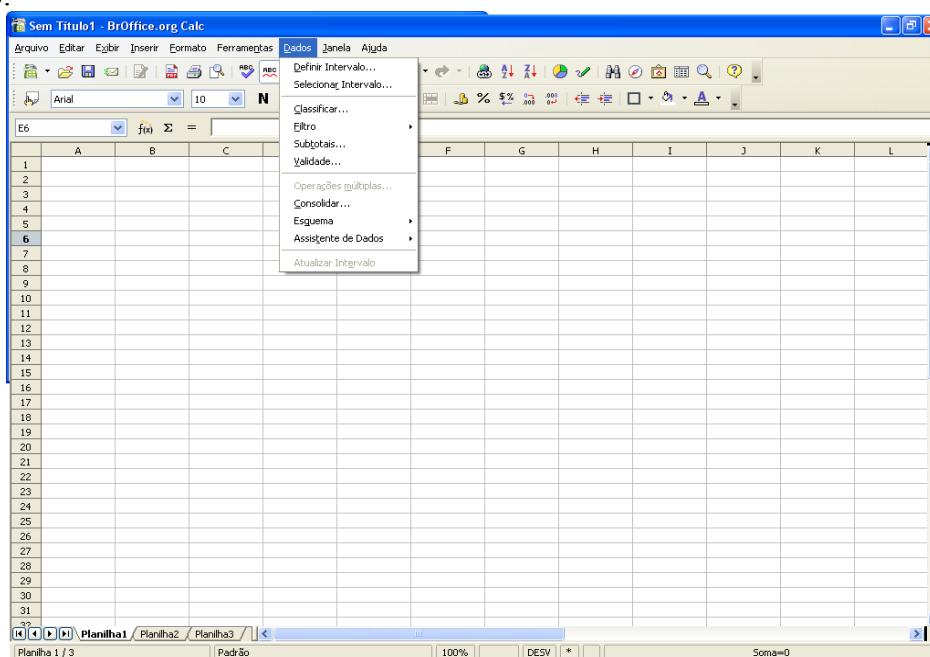 Sem Título1 - BrOffice.org Calc
Arquivo Editar Exibir Inserir Formato Ferramentas Dados Janela Ajuda
Definir Intervalo...
Selecionar Intervalo...
Classificar...
Filtro
Subtotais...
Validade...
Operações múltiplas...
Consolidar...
Esquema
Assistente de Dados
Atualizar Intervalo
Arial 10 N
E6 f(x) Σ =
A B C F G H I J K L
1
2
3
4
5
6
7
8
9
10
11
12
13
14
15
16
17
18
19
20
21
22
23
24
25
26
27
28
29
30
31
32
Planilha1 Planilha2 Planilha3
Planilha 1 / 3 Padrão 100% DESV * Soma=0